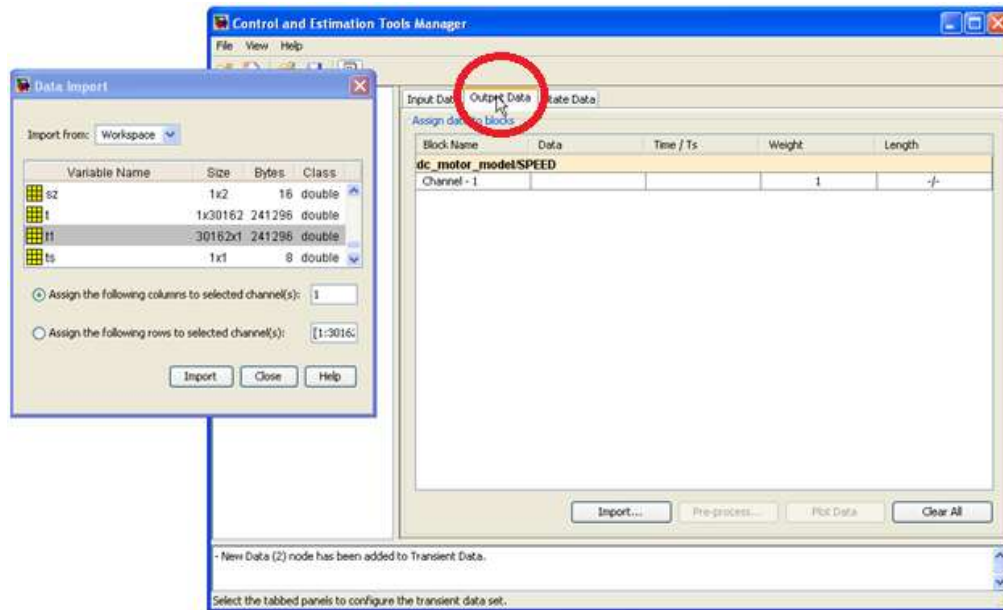 Control and Estimation Tools Manager
File View Help
Data Import
Import from: Workspace
Variable Name Size Bytes Class
sz 1x2 16 double
t 1x30162 241296 double
t1 30162x1 241296 double
ts 1x1 8 double
Assign the following columns to selected channel(s): 1
Assign the following rows to selected channel(s): [1:3016
Import Close Help
Input Dat Output Data tate Data
Assign data to blocks
Block Name Data Time / Ts Weight Length
dc_motor_model/SPEED
Channel - 1 1 -/-
Import... Pre-process... Plot Data Clear All
- New Data (2) node has been added to Transient Data.
Select the tabbed panels to configure the transient data set.